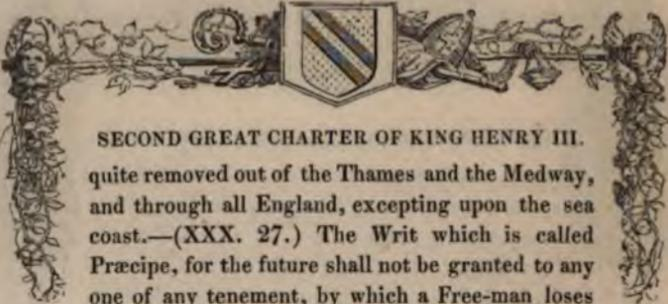 SECOND GREAT CHARTER OF KING HENRY III.
quite removed out of the Thames and the Medway,
and through all England, excepting upon the sea
coast.—(XXX. 27.) The Writ which is called
Præcipe, for the future shall not be granted to any
one of any tenement, by which a Free-man loses